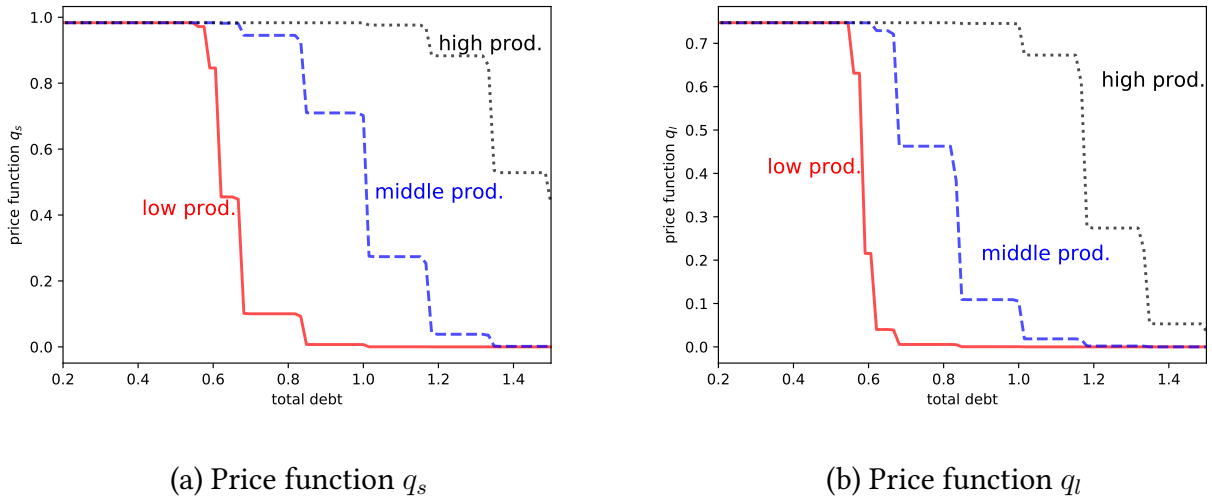 1.0
0.8
0.6
0.4
0.2
0.0
price function q_s
high prod.
middle prod.
low prod.
0.2 0.4 0.6 0.8 1.0 1.2 1.4
total debt
(a) Price function q_s
0.7
0.6
0.5
0.4
0.3
0.2
0.1
0.0
price function q_l
high prod.
low prod.
middle prod.
0.2 0.4 0.6 0.8 1.0 1.2 1.4
total debt
(b) Price function q_l